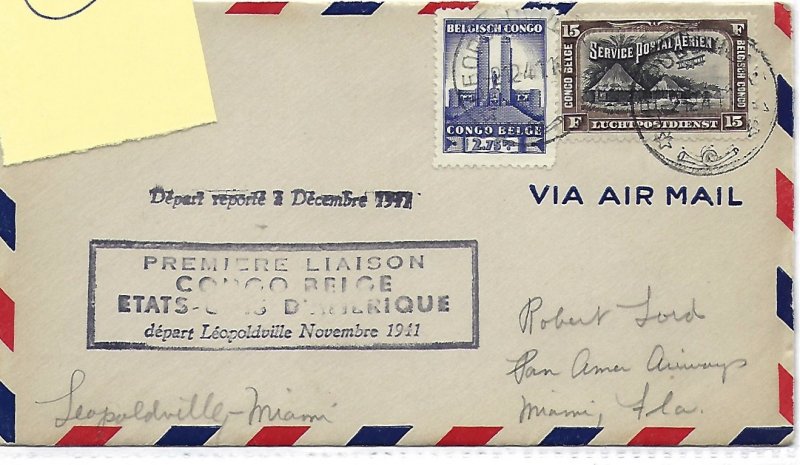 BELGISCH CONGO
CONGO BELGE
2.75
15 F
SERVICE POSTAL AERIEN
CONGO BELGE
BELGISCH CONGO
F LUCHTPOSTDIENST 15
Départ reporté à Décembre 1941
VIA AIR MAIL
PREMIERE LIAISON
CONGO BELGE
ETATS-UNIS D'AMERIQUE
départ Léopoldville Novembre 1941
Robert Lord
Pan Amer Airways
Miami, Fla.
Leopoldville-Miami